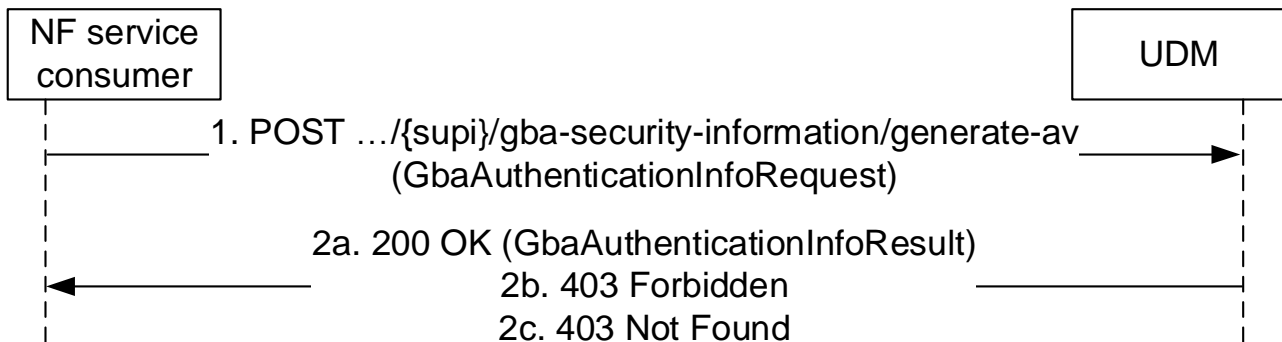 NF service
consumer
UDM
1. POST …/{supi}/gba-security-information/generate-av
(GbaAuthenticationInfoRequest)
2a. 200 OK (GbaAuthenticationInfoResult)
2b. 403 Forbidden
2c. 403 Not Found